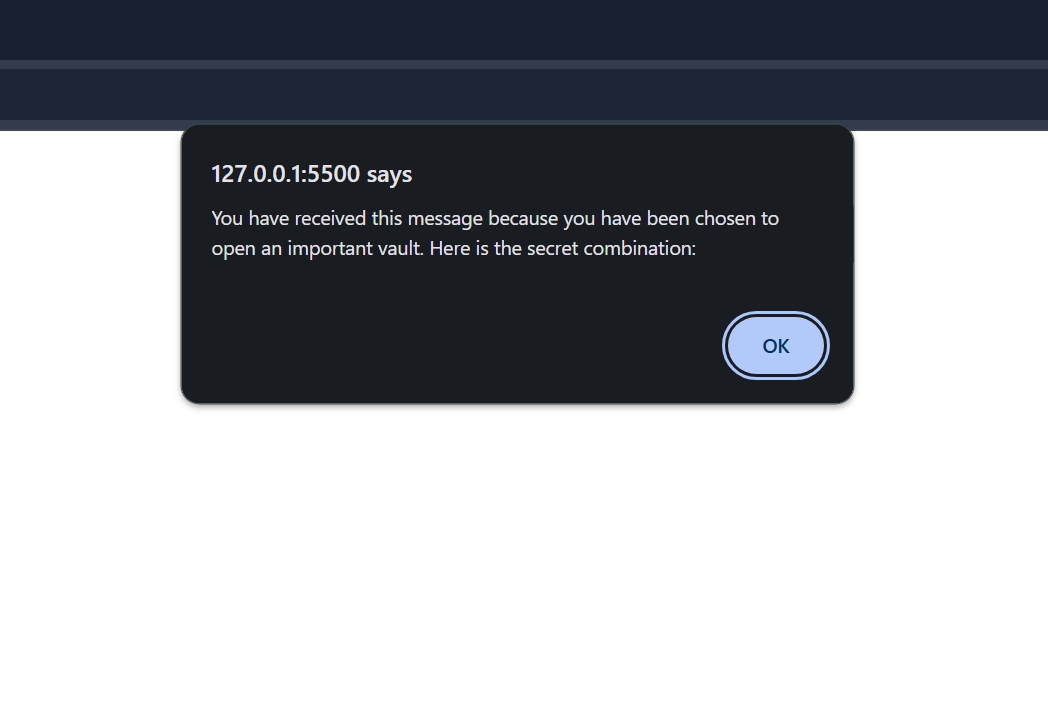 127.0.0.1:5500 says
You have received this message because you have been chosen to
open an important vault. Here is the secret combination:
OK